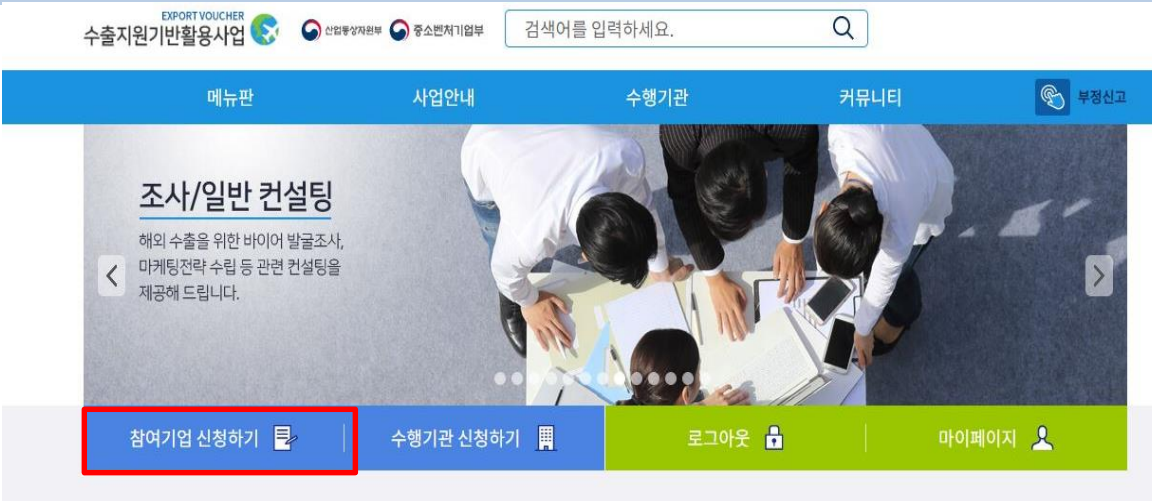 EXPORT VOUCHER
수출지원기반활용사업
산업통상자원부 중소벤처기업부
검색어를 입력하세요.
메뉴판 사업안내 수행기관 커뮤니티 부정신고
조사/일반 컨설팅
해외 수출을 위한 바이어 발굴조사,
마케팅전략 수립 등 관련 컨설팅을
제공해 드립니다.
참여기업 신청하기 수행기관 신청하기 로그아웃 마이페이지